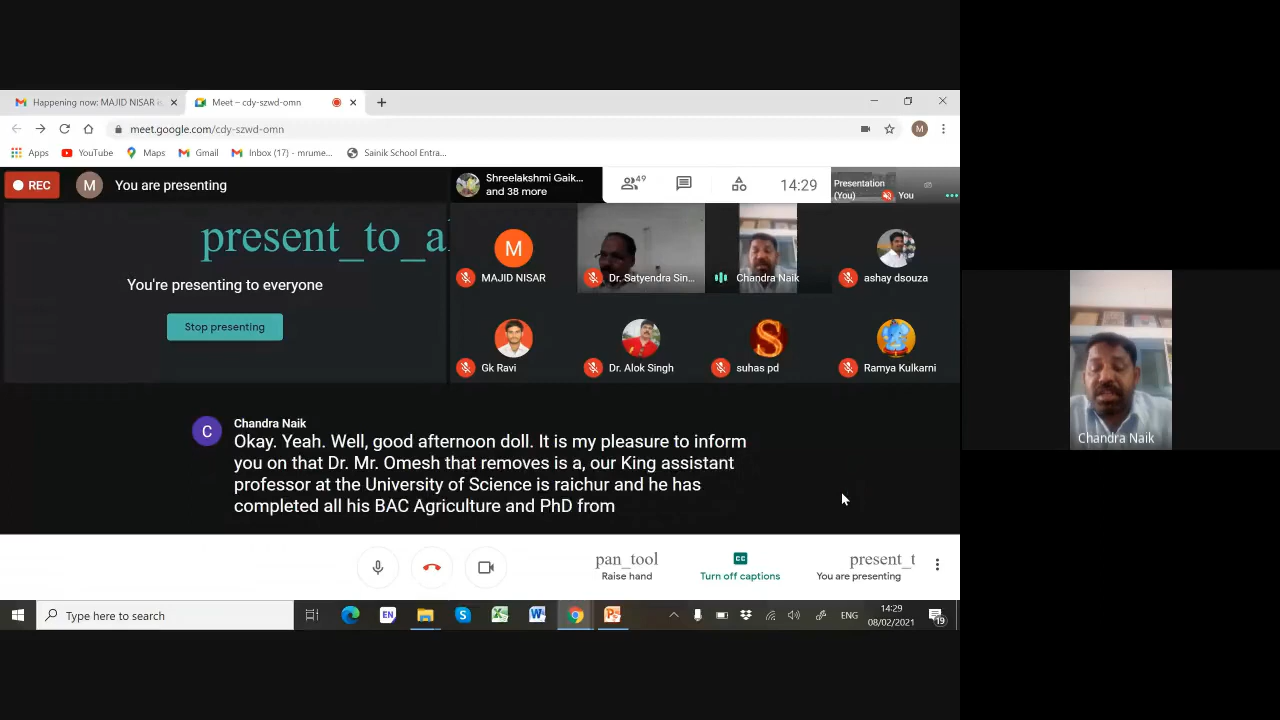 Happening now: MAJID NISAR is
Meet – cdy-szwd-omn
meet.google.com/cdy-szwd-omn
M
Apps
YouTube
Maps
Gmail
Inbox (17) - mrume...
Sainik School Entra...
REC
M
You are presenting
Shreelakshmi Gaik...
and 38 more
49
14:29
Presentation
(You)
You
present_to_al
You're presenting to everyone
Stop presenting
M
MAJID NISAR
Dr. Satyendra Sin...
Chandra Naik
ashay dsouza
Gk Ravi
Dr. Alok Singh
suhas pd
Ramya Kulkarni
C
Chandra Naik
Okay. Yeah. Well, good afternoon doll. It is my pleasure to inform
you on that Dr. Mr. Omesh that removes is a, our King assistant
professor at the University of Science is raichur and he has
completed all his BAC Agriculture and PhD from
Chandra Naik
pan_tool
Raise hand
CC
Turn off captions
present_t
You are presenting
Type here to search
EN
ENG
14:29
08/02/2021
19